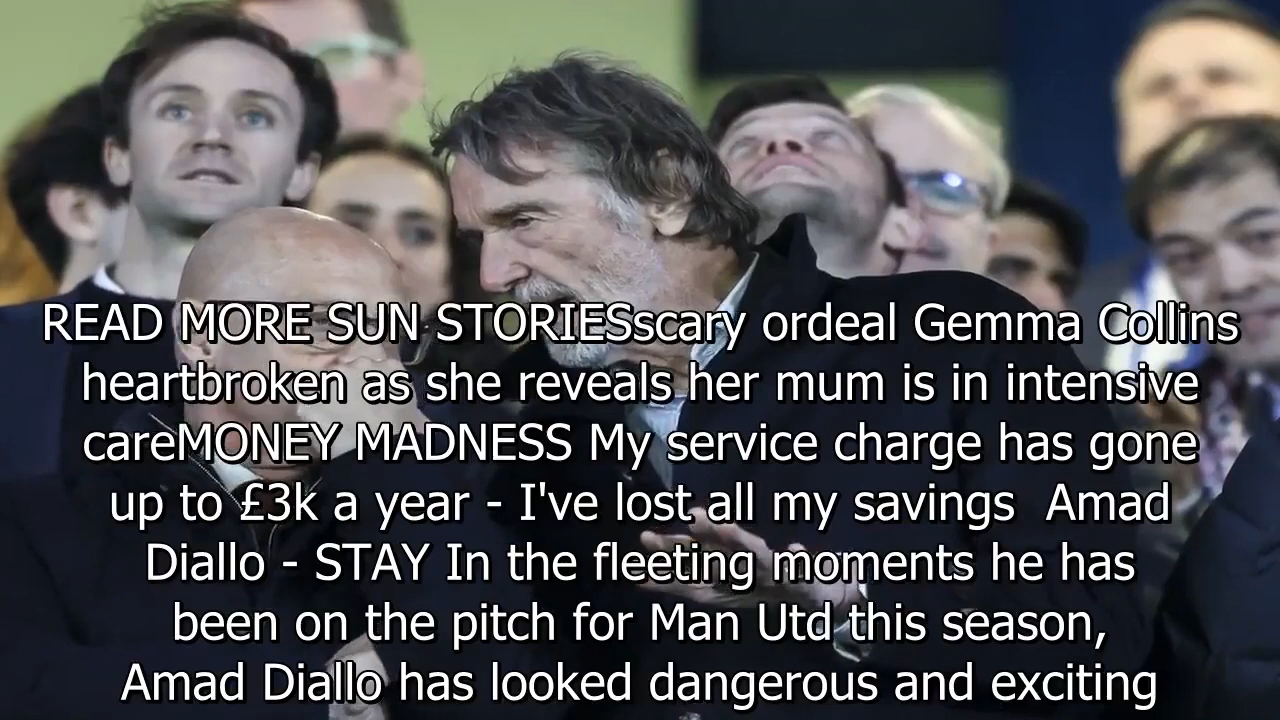 READ MORE SUN STORIESscary ordeal Gemma Collins
heartbroken as she reveals her mum is in intensive
careMONEY MADNESS My service charge has gone
up to £3k a year - I've lost all my savings  Amad
Diallo - STAY In the fleeting moments he has
been on the pitch for Man Utd this season,
Amad Diallo has looked dangerous and exciting